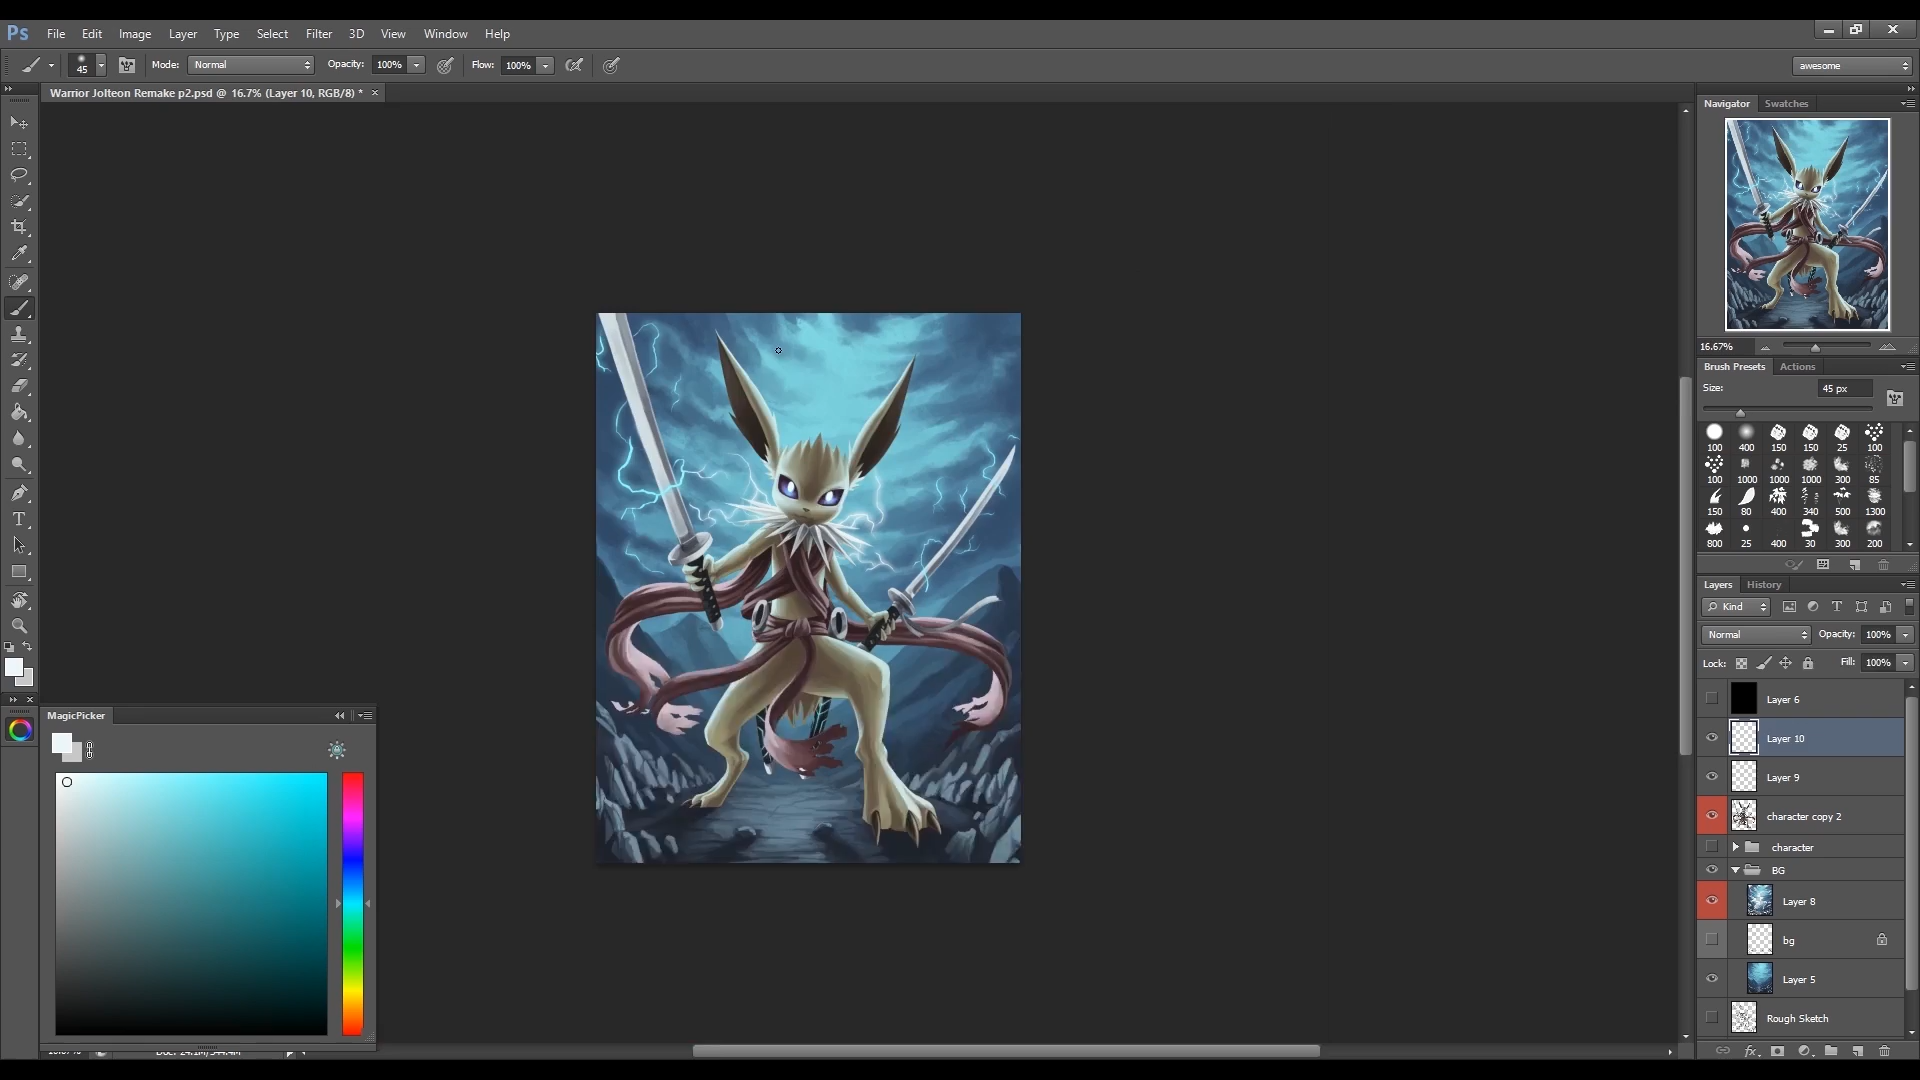 Ps File Edit Image Layer Type Select Filter 3D View Window Help
45 Mode: Normal Opacity: 100% Flow: 100% awesome
Warrior Jolteon Remake p2.psd @ 16.7% (Layer 10, RGB/8) * ×
Navigator Swatches
16.67%
Brush Presets Actions
Size: 45 px
100 400 150 150 25 100
100 1000 1000 1000 300 85
150 80 400 340 500 1300
800 25 400 30 300 200
Layers History
Kind
Normal Opacity: 100%
Lock: Fill: 100%
Layer 6
Layer 10
Layer 9
character copy 2
character
BG
Layer 8
bg
Layer 5
Rough Sketch
MagicPicker